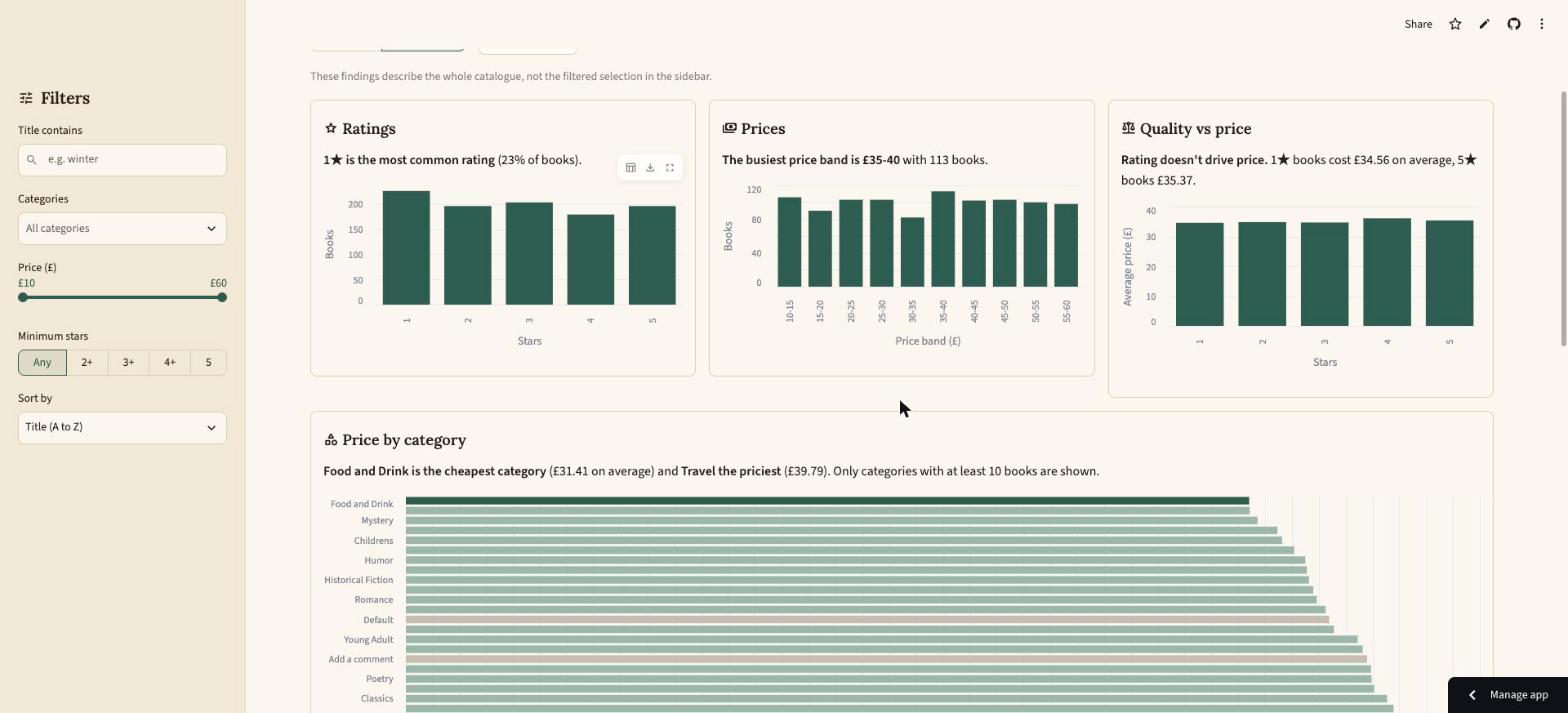 Share
Filters
Title contains
e.g. winter
Categories
All categories
Price (£)
£10 £60
Minimum stars
Any 2+ 3+ 4+ 5
Sort by
Title (A to Z)
These findings describe the whole catalogue, not the filtered selection in the sidebar.
Ratings
1★ is the most common rating (23% of books).
Books
200
150
100
50
0
1 2 3 4 5
Stars
Prices
The busiest price band is £35-40 with 113 books.
Books
120
80
40
0
10-15 15-20 20-25 25-30 30-35 35-40 40-45 45-50 50-55 55-60
Price band (£)
Quality vs price
Rating doesn't drive price. 1★ books cost £34.56 on average, 5★
books £35.37.
Average price (£)
40
30
20
10
0
1 2 3 4 5
Stars
Price by category
Food and Drink is the cheapest category (£31.41 on average) and Travel the priciest (£39.79). Only categories with at least 10 books are shown.
Food and Drink
Mystery
Childrens
Humor
Historical Fiction
Romance
Default
Young Adult
Add a comment
Poetry
Classics
Manage app